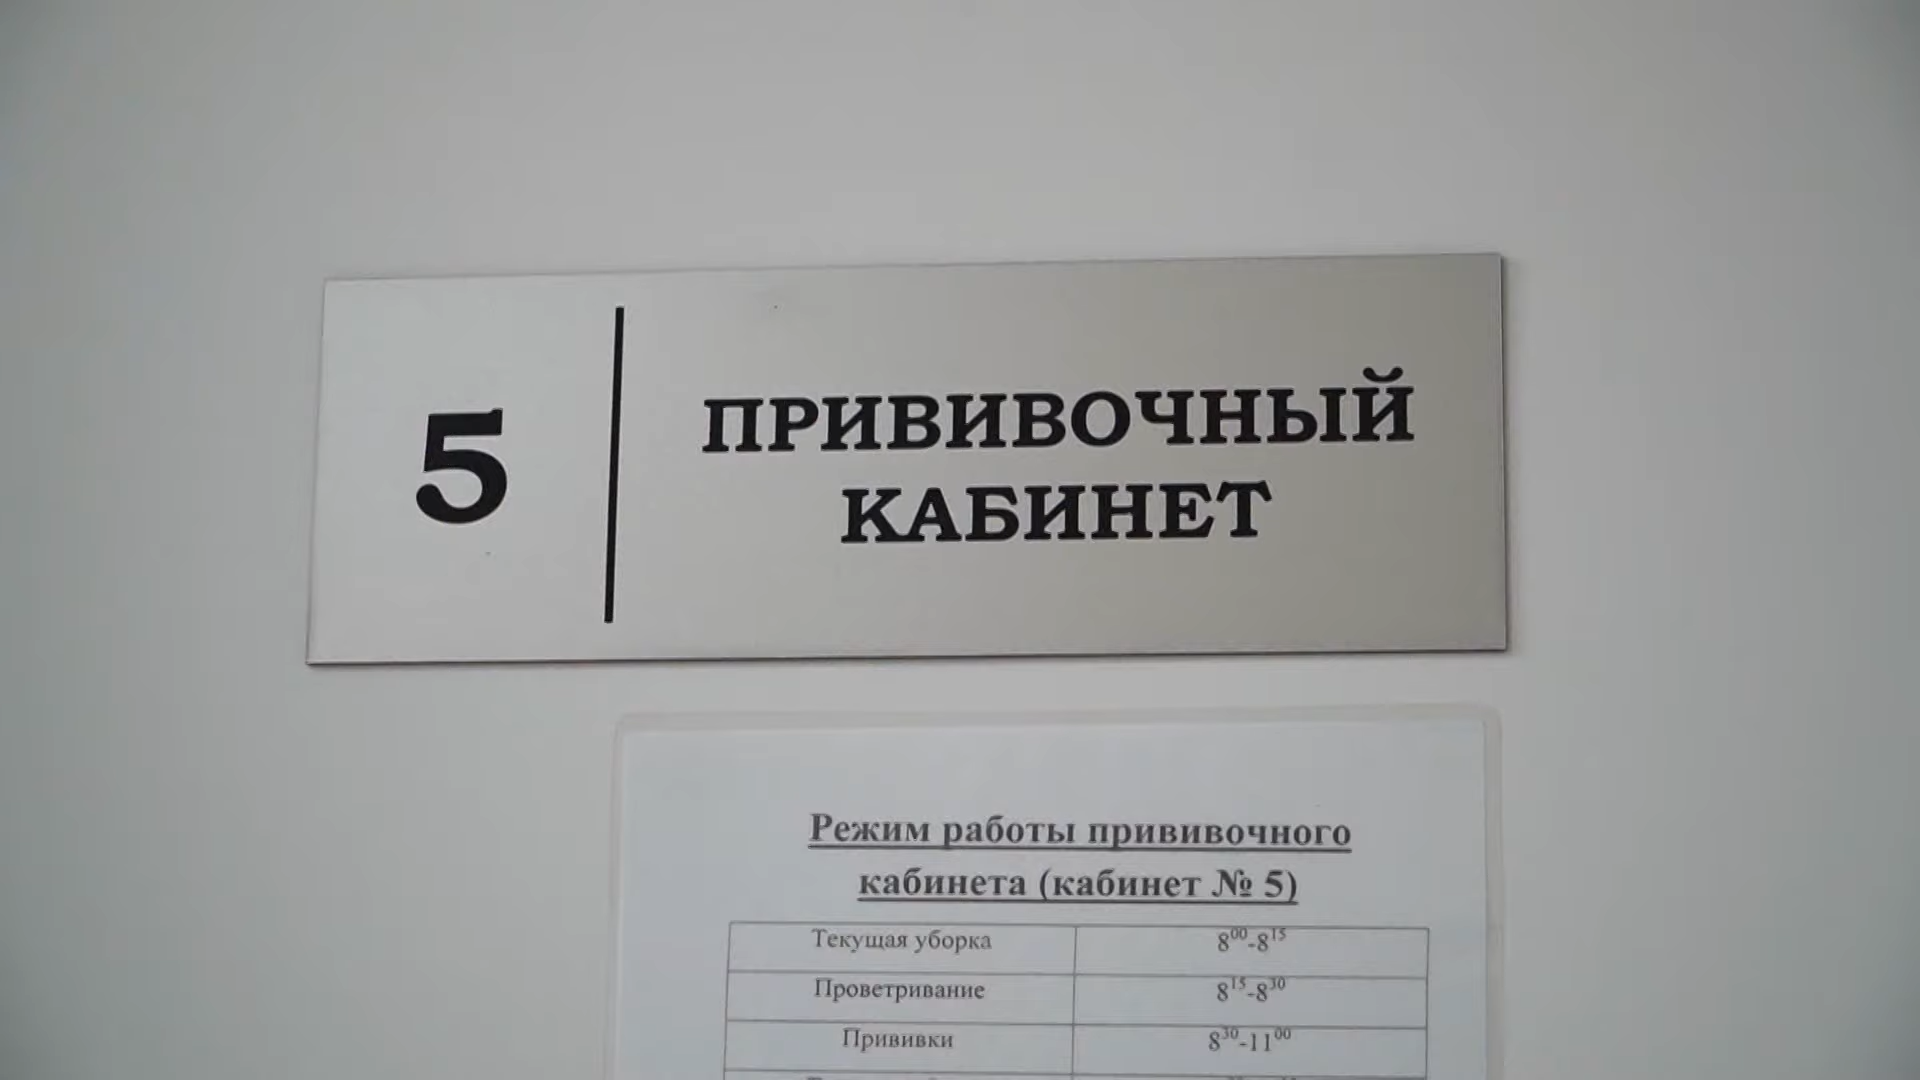 5
ПРИВИВОЧНЫЙ
КАБИНЕТ
Режим работы прививочного
кабинета (кабинет № 5)
Текущая уборка 8⁰⁰-8¹⁵
Проветривание 8¹⁵-8³⁰
Прививки 8³⁰-11⁰⁰